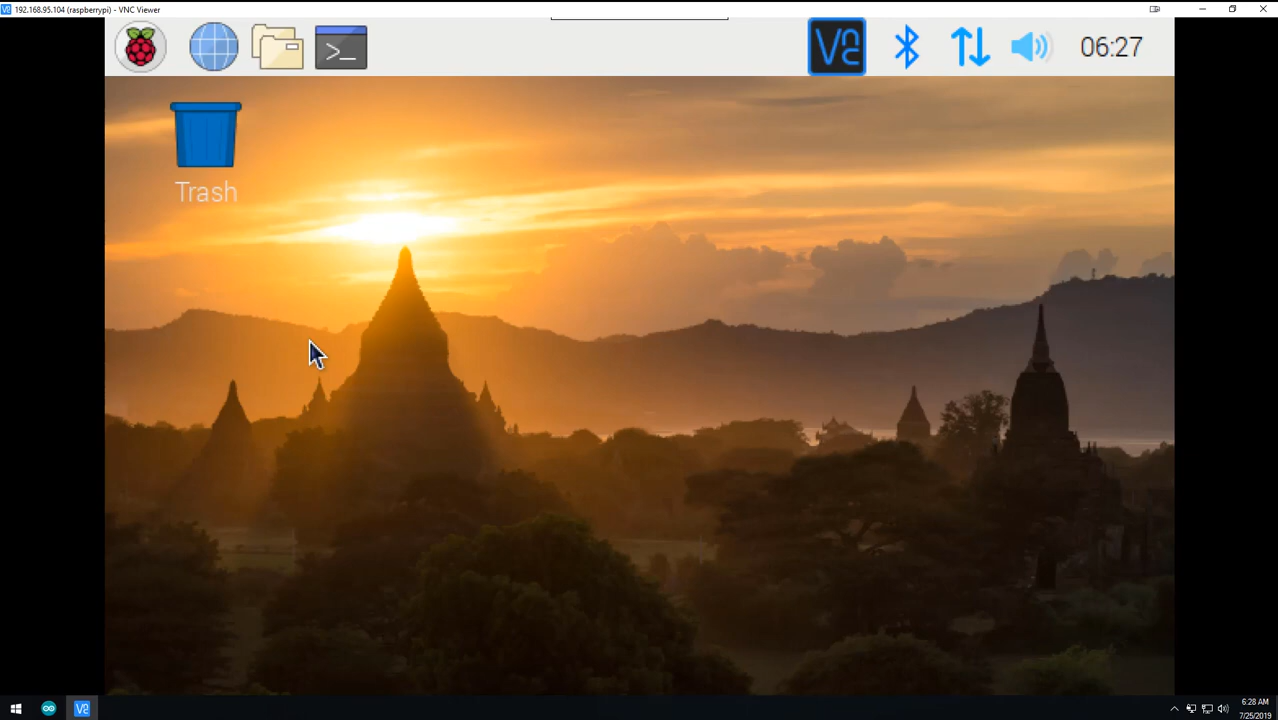 192.168.95.104 (raspberrypi) - VNC Viewer
06:27
Trash
6:28 AM
7/25/2019